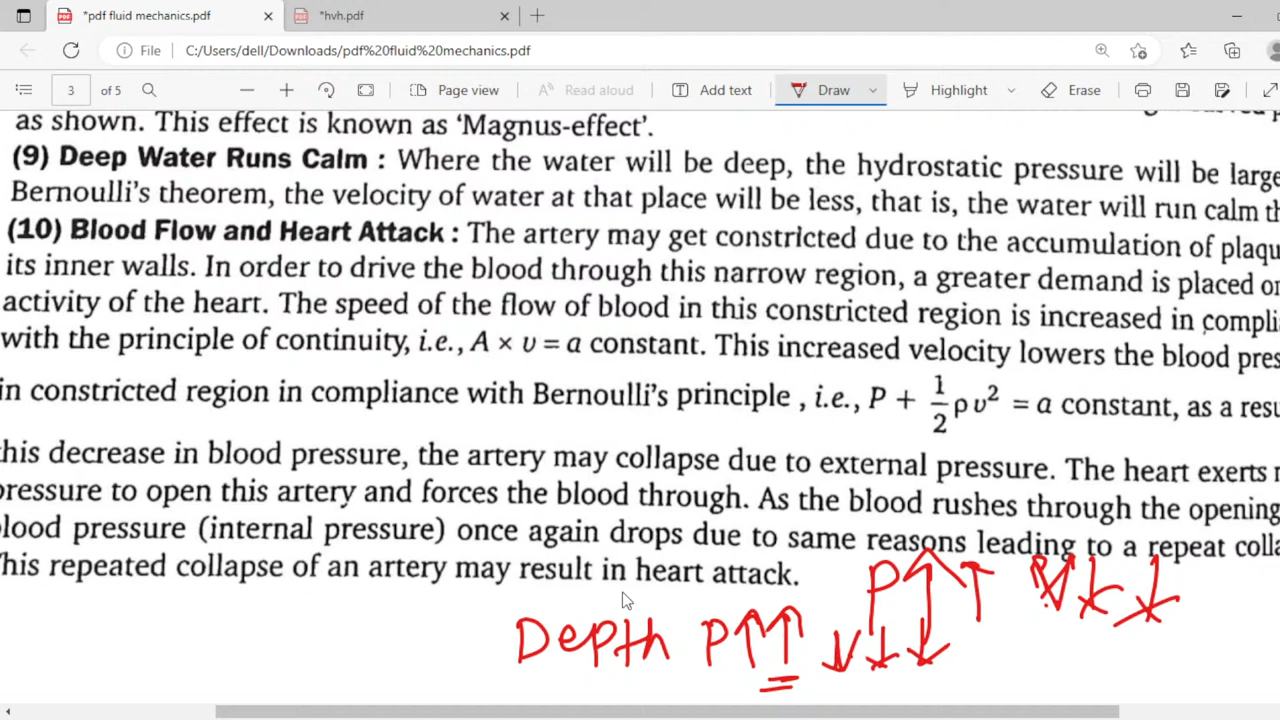 *pdf fluid mechanics.pdf
*hvh.pdf
File C:/Users/dell/Downloads/pdf%20fluid%20mechanics.pdf
3 of 5 Page view Read aloud Add text Draw Highlight Erase
as shown. This effect is known as ‘Magnus-effect’.
(9) Deep Water Runs Calm : Where the water will be deep, the hydrostatic pressure will be large
Bernoulli’s theorem, the velocity of water at that place will be less, that is, the water will run calm th
(10) Blood Flow and Heart Attack : The artery may get constricted due to the accumulation of plaqu
its inner walls. In order to drive the blood through this narrow region, a greater demand is placed on
activity of the heart. The speed of the flow of blood in this constricted region is increased in compli
with the principle of continuity, i.e., A × υ = a constant. This increased velocity lowers the blood pres
in constricted region in compliance with Bernoulli’s principle , i.e., P + 1/2 ρ υ² = a constant, as a resu
this decrease in blood pressure, the artery may collapse due to external pressure. The heart exerts
pressure to open this artery and forces the blood through. As the blood rushes through the opening
blood pressure (internal pressure) once again drops due to same reasons leading to a repeat colla
This repeated collapse of an artery may result in heart attack.
P↑↑ V↓↓
Depth P↑↑ V↓↓